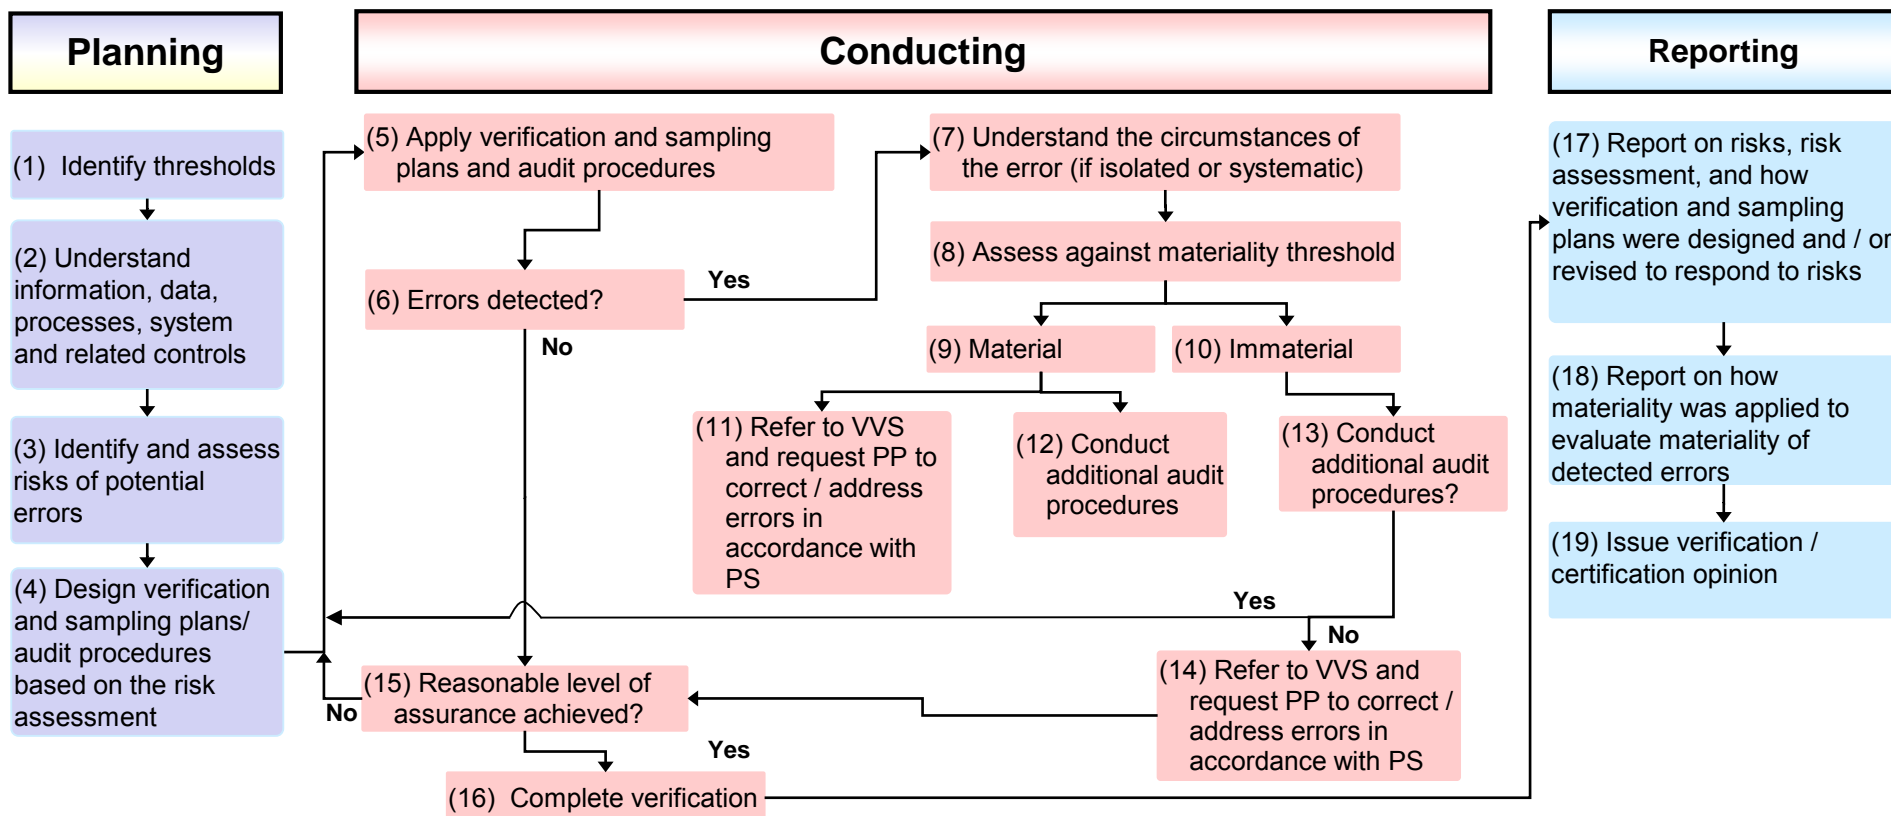 Planning
Conducting
Reporting
(1) Identify thresholds
(2) Understand
information, data,
processes, system
and related controls
(3) Identify and assess
risks of potential
errors
(4) Design verification
and sampling plans/
audit procedures
based on the risk
assessment
(5) Apply verification and sampling
plans and audit procedures
(6) Errors detected?
Yes
No
(7) Understand the circumstances of
the error (if isolated or systematic)
(8) Assess against materiality threshold
(9) Material
(10) Immaterial
(11) Refer to VVS
and request PP to
correct / address
errors in
accordance with
PS
(12) Conduct
additional audit
procedures
(13) Conduct
additional audit
procedures?
Yes
No
(14) Refer to VVS and
request PP to correct /
address errors in
accordance with PS
(15) Reasonable level of
assurance achieved?
No
Yes
(16) Complete verification
(17) Report on risks, risk
assessment, and how
verification and sampling
plans were designed and / or
revised to respond to risks
(18) Report on how
materiality was applied to
evaluate materiality of
detected errors
(19) Issue verification /
certification opinion